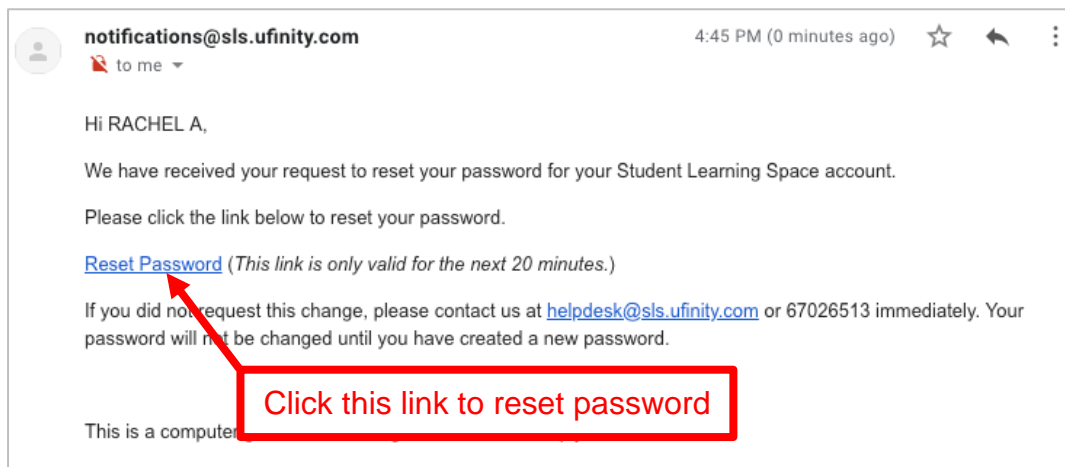 notifications@sls.ufinity.com 4:45 PM (0 minutes ago)
to me
Hi RACHEL A,
We have received your request to reset your password for your Student Learning Space account.
Please click the link below to reset your password.
Reset Password (This link is only valid for the next 20 minutes.)
If you did not request this change, please contact us at helpdesk@sls.ufinity.com or 67026513 immediately. Your
password will not be changed until you have created a new password.
Click this link to reset password
This is a computer